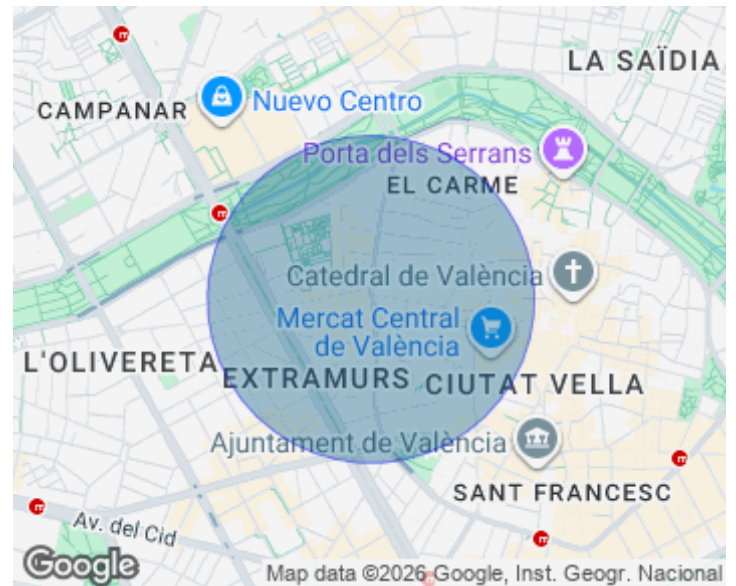 LA SAÏDIA
CAMPANAR
Nuevo Centro
Porta dels Serrans
EL CARME
Catedral de València
Mercat Central
de València
L'OLIVERETA
EXTRAMURS
CIUTAT VELLA
Ajuntament de València
SANT FRANCESC
Av. del Cid
Google
Map data ©2026 Google, Inst. Geogr. Nacional